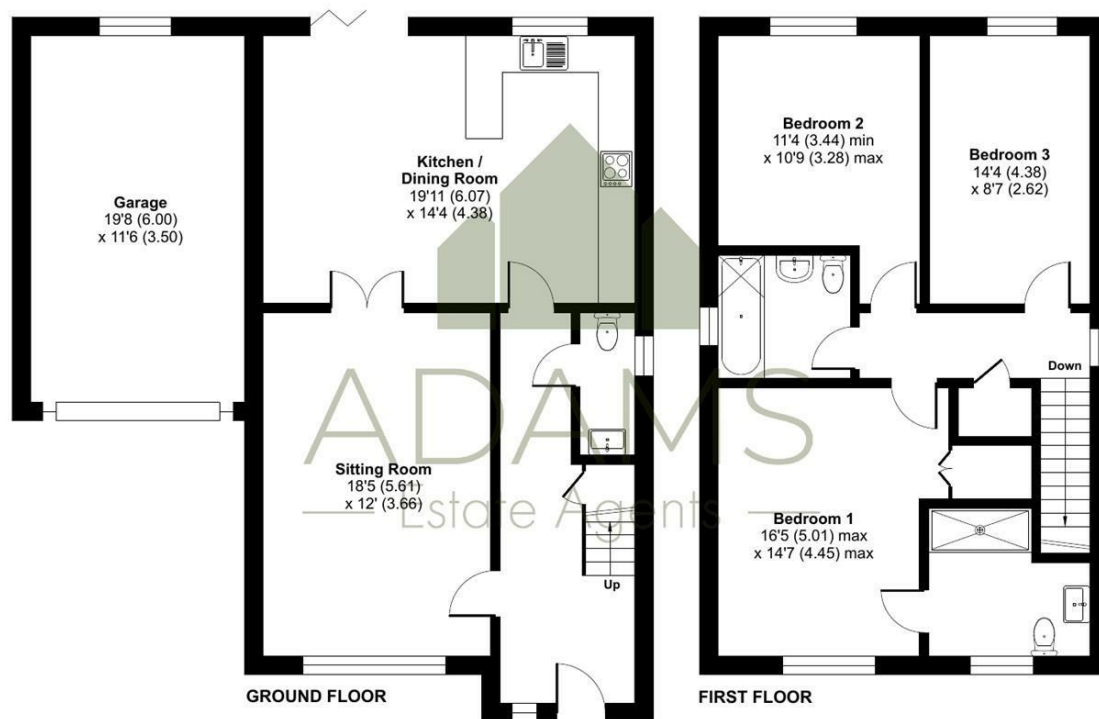 Garage
19'8 (6.00)
x 11'6 (3.50)
Kitchen /
Dining Room
19'11 (6.07)
x 14'4 (4.38)
Sitting Room
18'5 (5.61)
x 12' (3.66)
Up
GROUND FLOOR
Bedroom 2
11'4 (3.44) min
x 10'9 (3.28) max
Bedroom 3
14'4 (4.38)
x 8'7 (2.62)
Down
Bedroom 1
16'5 (5.01) max
x 14'7 (4.45) max
FIRST FLOOR
ADAMS
Estate Agents